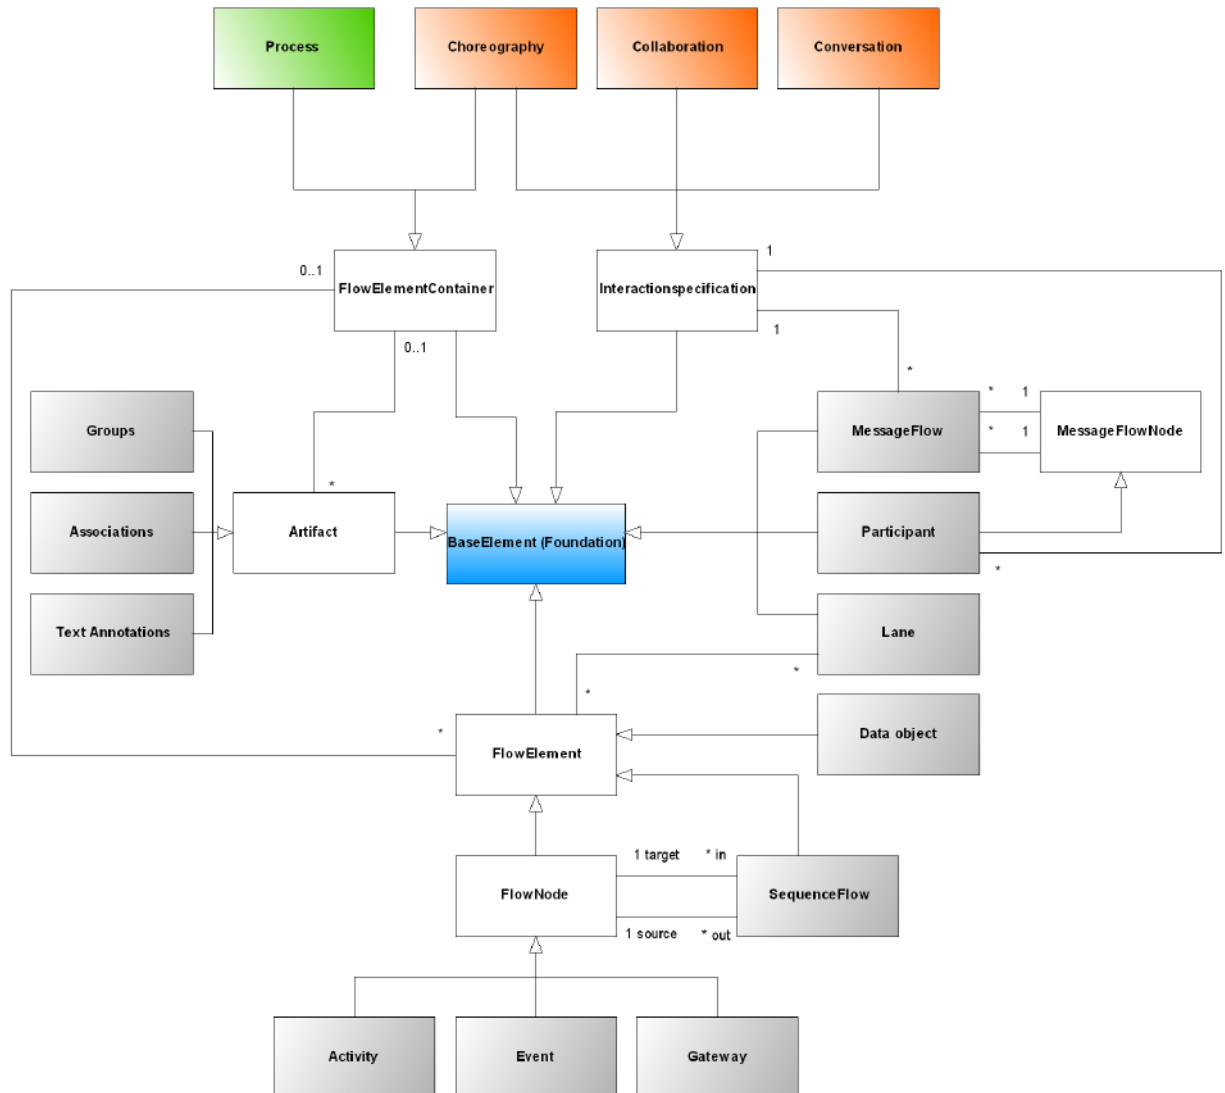 Process
Choreography
Collaboration
Conversation
0..1
FlowElementContainer
Interactionspecification
1
0..1
1
*
Groups
MessageFlow
* 1
* 1
MessageFlowNode
*
Associations
Artifact
BaseElement (Foundation)
Participant
*
Text Annotations
Lane
*
*
*
FlowElement
Data object
1 target
* in
FlowNode
SequenceFlow
1 source
* out
Activity
Event
Gateway